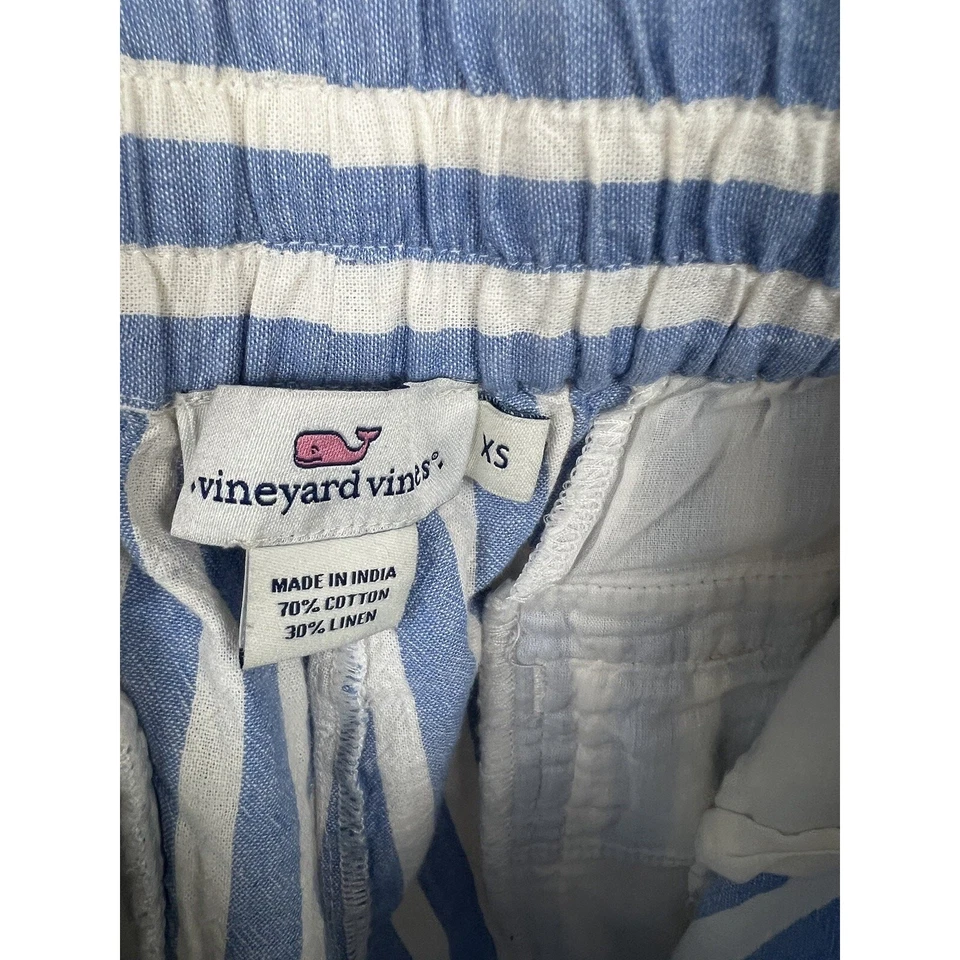 vineyard vines®
XS
MADE IN INDIA
70% COTTON
30% LINEN